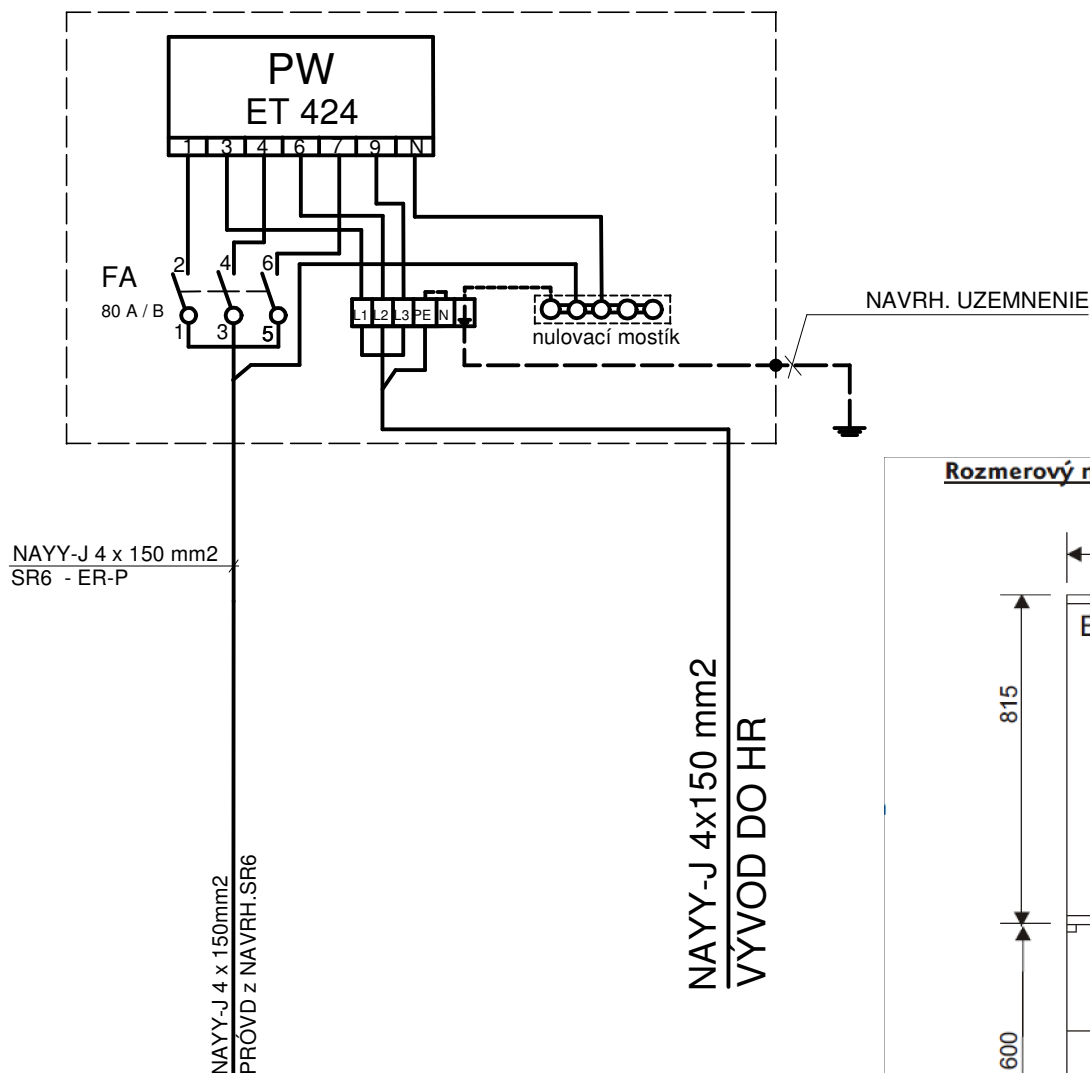 PW
ET 424
1 3 4 6 7 9 N
2 4 6
FA
80 A / B
1 3 5
L1 L2 L3 PE N
nulovací mostík
NAVRH. UZEMNENIE
NAYY-J 4 x 150 mm2
SR6 - ER-P
NAYY-J 4 x 150mm2
PRÓVD z NAVRH.SR6
NAYY-J 4x150 mm2
VÝVOD DO HR
Rozmerový
815
600